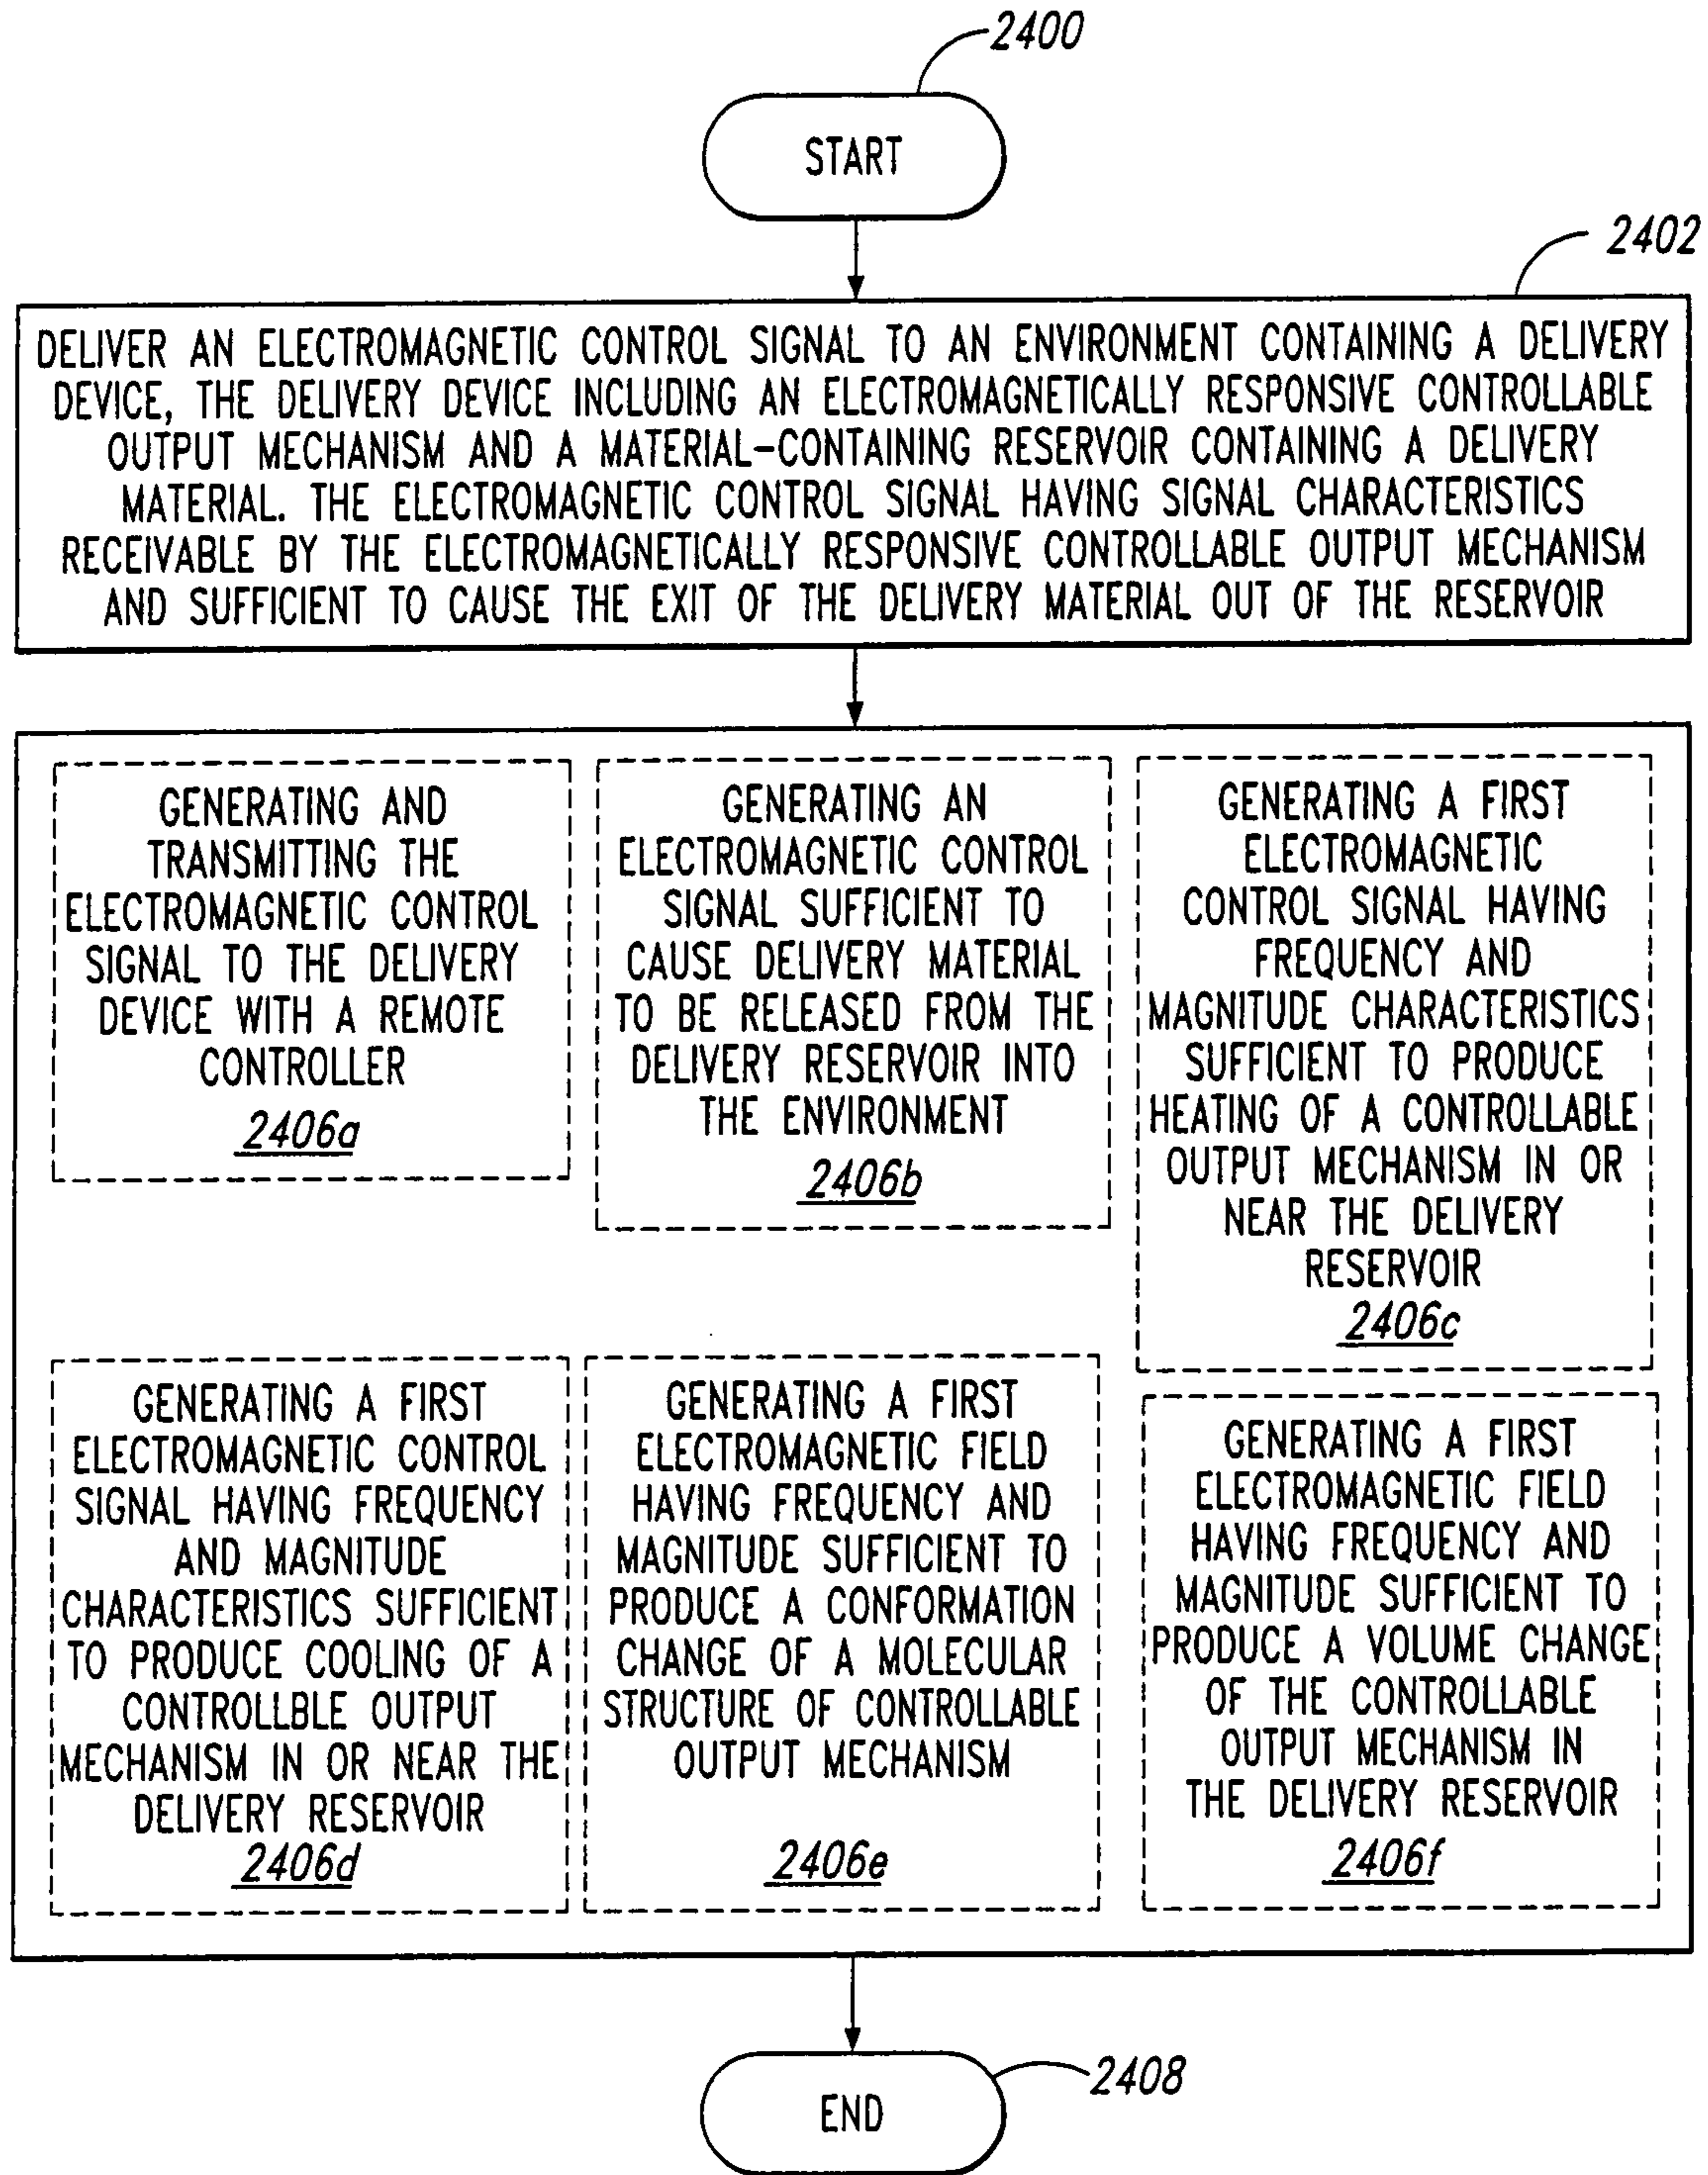 2400
START
2402
DELIVER AN ELECTROMAGNETIC CONTROL SIGNAL TO AN ENVIRONMENT CONTAINING A DELIVERY
DEVICE, THE DELIVERY DEVICE INCLUDING AN ELECTROMAGNETICALLY RESPONSIVE CONTROLLABLE
OUTPUT MECHANISM AND A MATERIAL-CONTAINING RESERVOIR CONTAINING A DELIVERY
MATERIAL. THE ELECTROMAGNETIC CONTROL SIGNAL HAVING SIGNAL CHARACTERISTICS
RECEIVABLE BY THE ELECTROMAGNETICALLY RESPONSIVE CONTROLLABLE OUTPUT MECHANISM
AND SUFFICIENT TO CAUSE THE EXIT OF THE DELIVERY MATERIAL OUT OF THE RESERVOIR
GENERATING AND
TRANSMITTING THE
ELECTROMAGNETIC CONTROL
SIGNAL TO THE DELIVERY
DEVICE WITH A REMOTE
CONTROLLER
2406a
GENERATING AN
ELECTROMAGNETIC CONTROL
SIGNAL SUFFICIENT TO
CAUSE DELIVERY MATERIAL
TO BE RELEASED FROM THE
DELIVERY RESERVOIR INTO
THE ENVIRONMENT
2406b
GENERATING A FIRST
ELECTROMAGNETIC
CONTROL SIGNAL HAVING
FREQUENCY AND
MAGNITUDE CHARACTERISTICS
SUFFICIENT TO PRODUCE
HEATING OF A CONTROLLABLE
OUTPUT MECHANISM IN OR
NEAR THE DELIVERY
RESERVOIR
2406c
GENERATING A FIRST
ELECTROMAGNETIC CONTROL
SIGNAL HAVING FREQUENCY
AND MAGNITUDE
CHARACTERISTICS SUFFICIENT
TO PRODUCE COOLING OF A
CONTROLLBLE OUTPUT
MECHANISM IN OR NEAR THE
DELIVERY RESERVOIR
2406d
GENERATING A FIRST
ELECTROMAGNETIC FIELD
HAVING FREQUENCY AND
MAGNITUDE SUFFICIENT TO
PRODUCE A CONFORMATION
CHANGE OF A MOLECULAR
STRUCTURE OF CONTROLLABLE
OUTPUT MECHANISM
2406e
GENERATING A FIRST
ELECTROMAGNETIC FIELD
HAVING FREQUENCY AND
MAGNITUDE SUFFICIENT TO
PRODUCE A VOLUME CHANGE
OF THE CONTROLLABLE
OUTPUT MECHANISM IN
THE DELIVERY RESERVOIR
2406f
2408
END